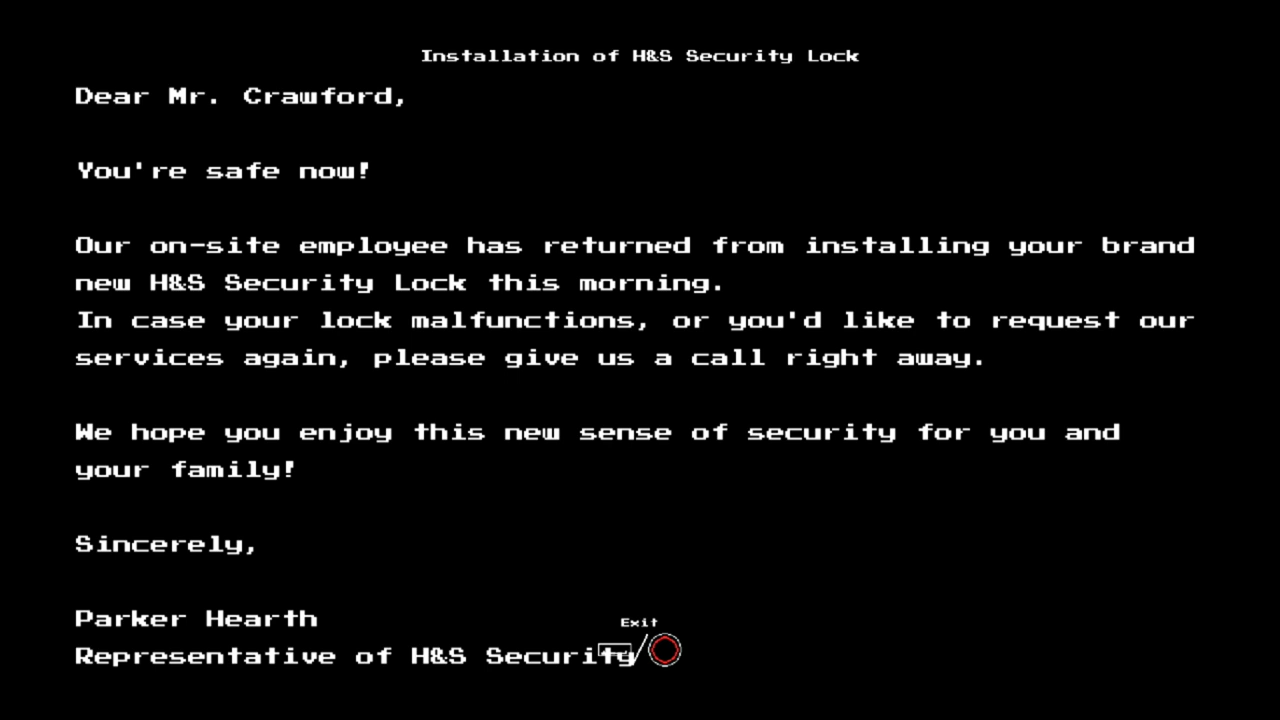 Installation of H&S Security Lock
Dear Mr. Crawford,
You're safe now!
Our on-site employee has returned from installing your brand
new H&S Security Lock this morning.
In case your lock malfunctions, or you'd like to request our
services again, please give us a call right away.
We hope you enjoy this new sense of security for you and
your family!
Sincerely,
Parker Hearth
Exit
Representative of H&S Security